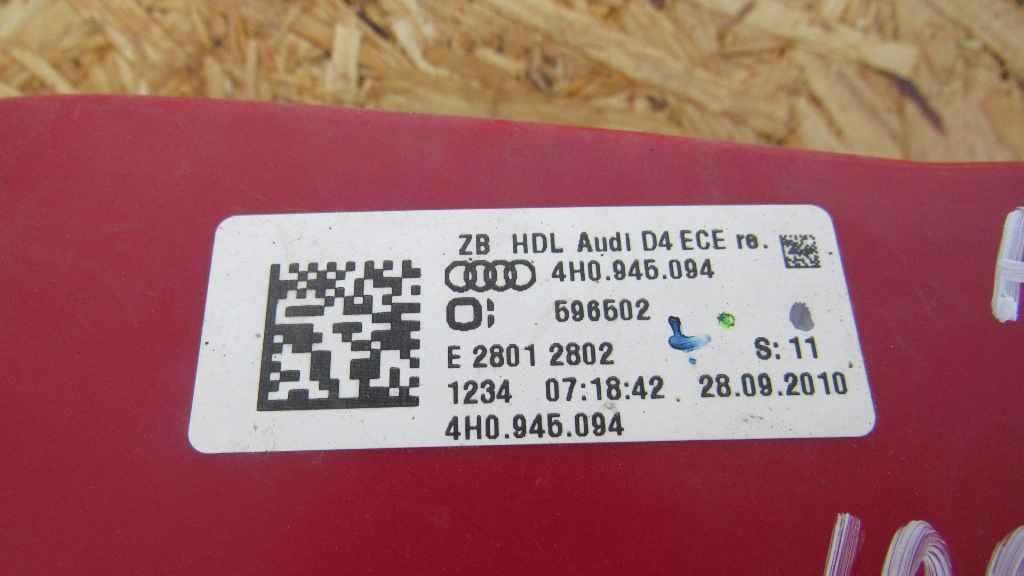 ZB HDL Audi D4 ECE re.
4H0.945.094
596502
E 2801 2802
S: 11
1234 07:18:42 28.09.2010
4H0.945.094